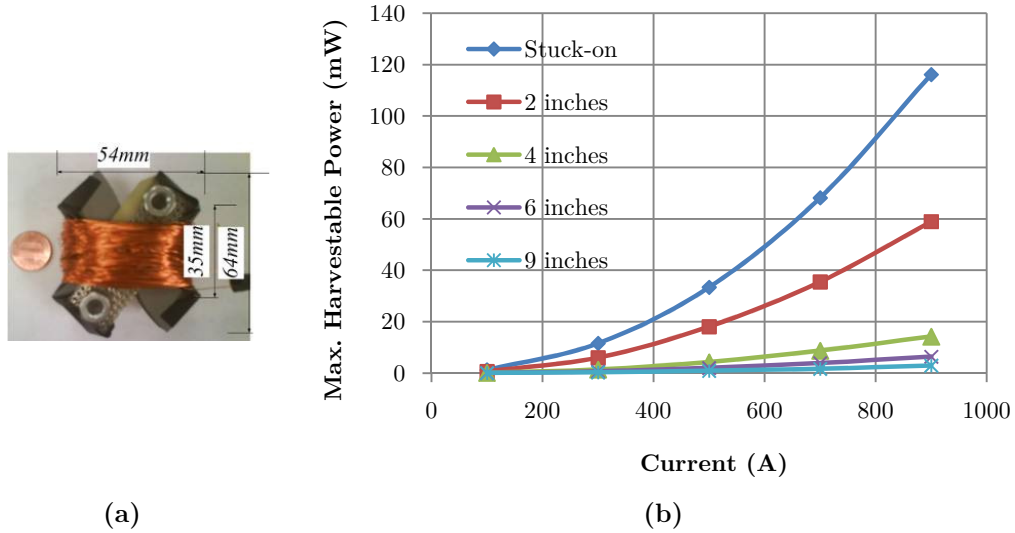 54mm
35mm
64mm
(a)
Max. Harvestable Power (mW)
140
120
100
80
60
40
20
0
Stuck-on
2 inches
4 inches
6 inches
9 inches
0 200 400 600 800 1000
Current (A)
(b)